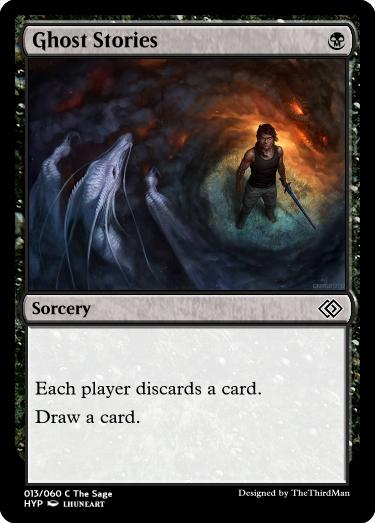 Ghost Stories
Sorcery
Each player discards a card.
Draw a card.
013/060 C The Sage
Designed by TheThirdMan
HYP LHUNEART